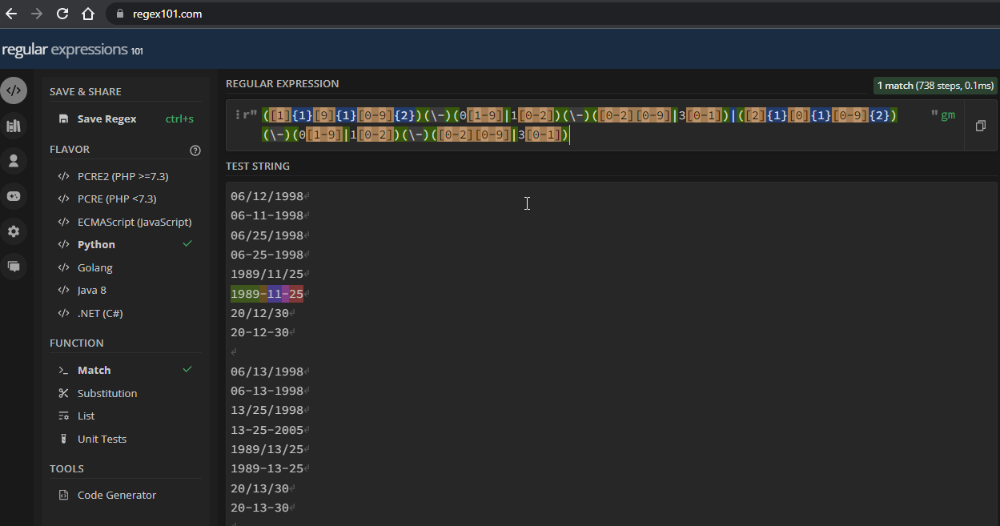 regex101.com
regular expressions 101
SAVE & SHARE
Save Regex ctrl+s
FLAVOR
</> PCRE2 (PHP >=7.3)
</> PCRE (PHP <7.3)
</> ECMAScript (JavaScript)
</> Python
</> Golang
</> Java 8
</> .NET (C#)
FUNCTION
Match
Substitution
List
Unit Tests
TOOLS
Code Generator
REGULAR EXPRESSION
1 match (738 steps, 0.1ms)
r" ([1]{1}[9]{1}[0-9]{2})(\-)(0[1-9]|1[0-2])(\-)([0-2][0-9]|3[0-1])|([2]{1}[0]{1}[0-9]{2}) " gm
(\-)(0[1-9]|1[0-2])(\-)([0-2][0-9]|3[0-1])
TEST STRING
06/12/1998
06-11-1998
06/25/1998
06-25-1998
1989/11/25
1989-11-25
20/12/30
20-12-30
06/13/1998
06-13-1998
13/25/1998
13-25-2005
1989/13/25
1989-13-25
20/13/30
20-13-30